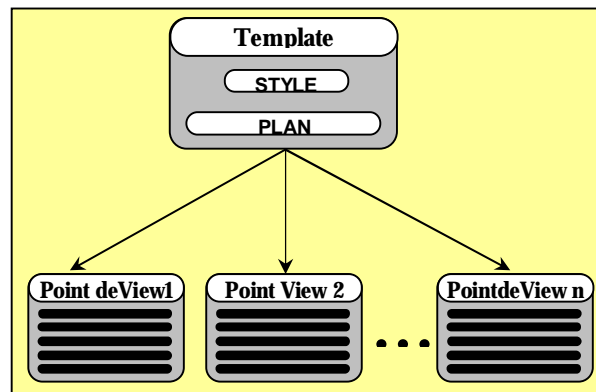 Template
STYLE
PLAN
Point deView1
Point View 2
PointdeView n